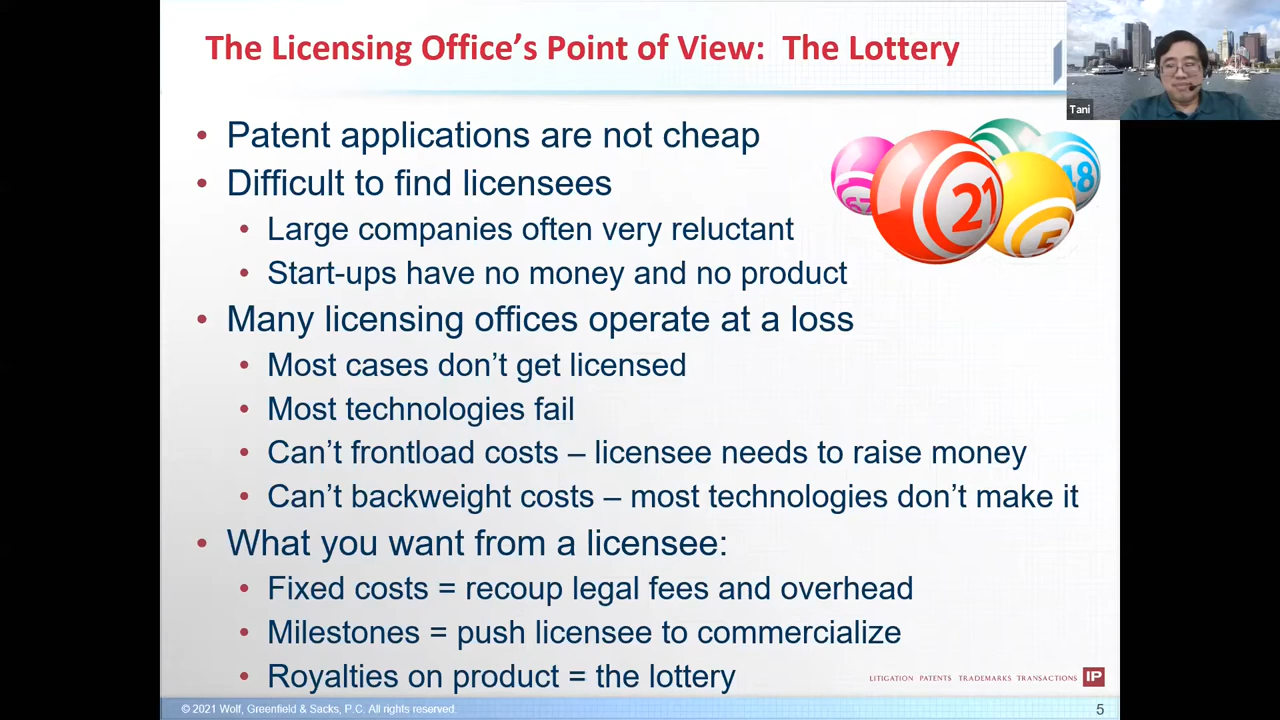 The Licensing Office's Point of View: The Lottery
Tani
• Patent applications are not cheap
• Difficult to find licensees
• Large companies often very reluctant
• Start-ups have no money and no product
67
21
5
48
• Many licensing offices operate at a loss
• Most cases don't get licensed
• Most technologies fail
• Can't frontload costs – licensee needs to raise money
• Can't backweight costs – most technologies don't make it
• What you want from a licensee:
• Fixed costs = recoup legal fees and overhead
• Milestones = push licensee to commercialize
• Royalties on product = the lottery
LITIGATION PATENTS TRADEMARKS TRANSACTIONS IP
© 2021 Wolf, Greenfield & Sacks, P.C. All rights reserved.
5